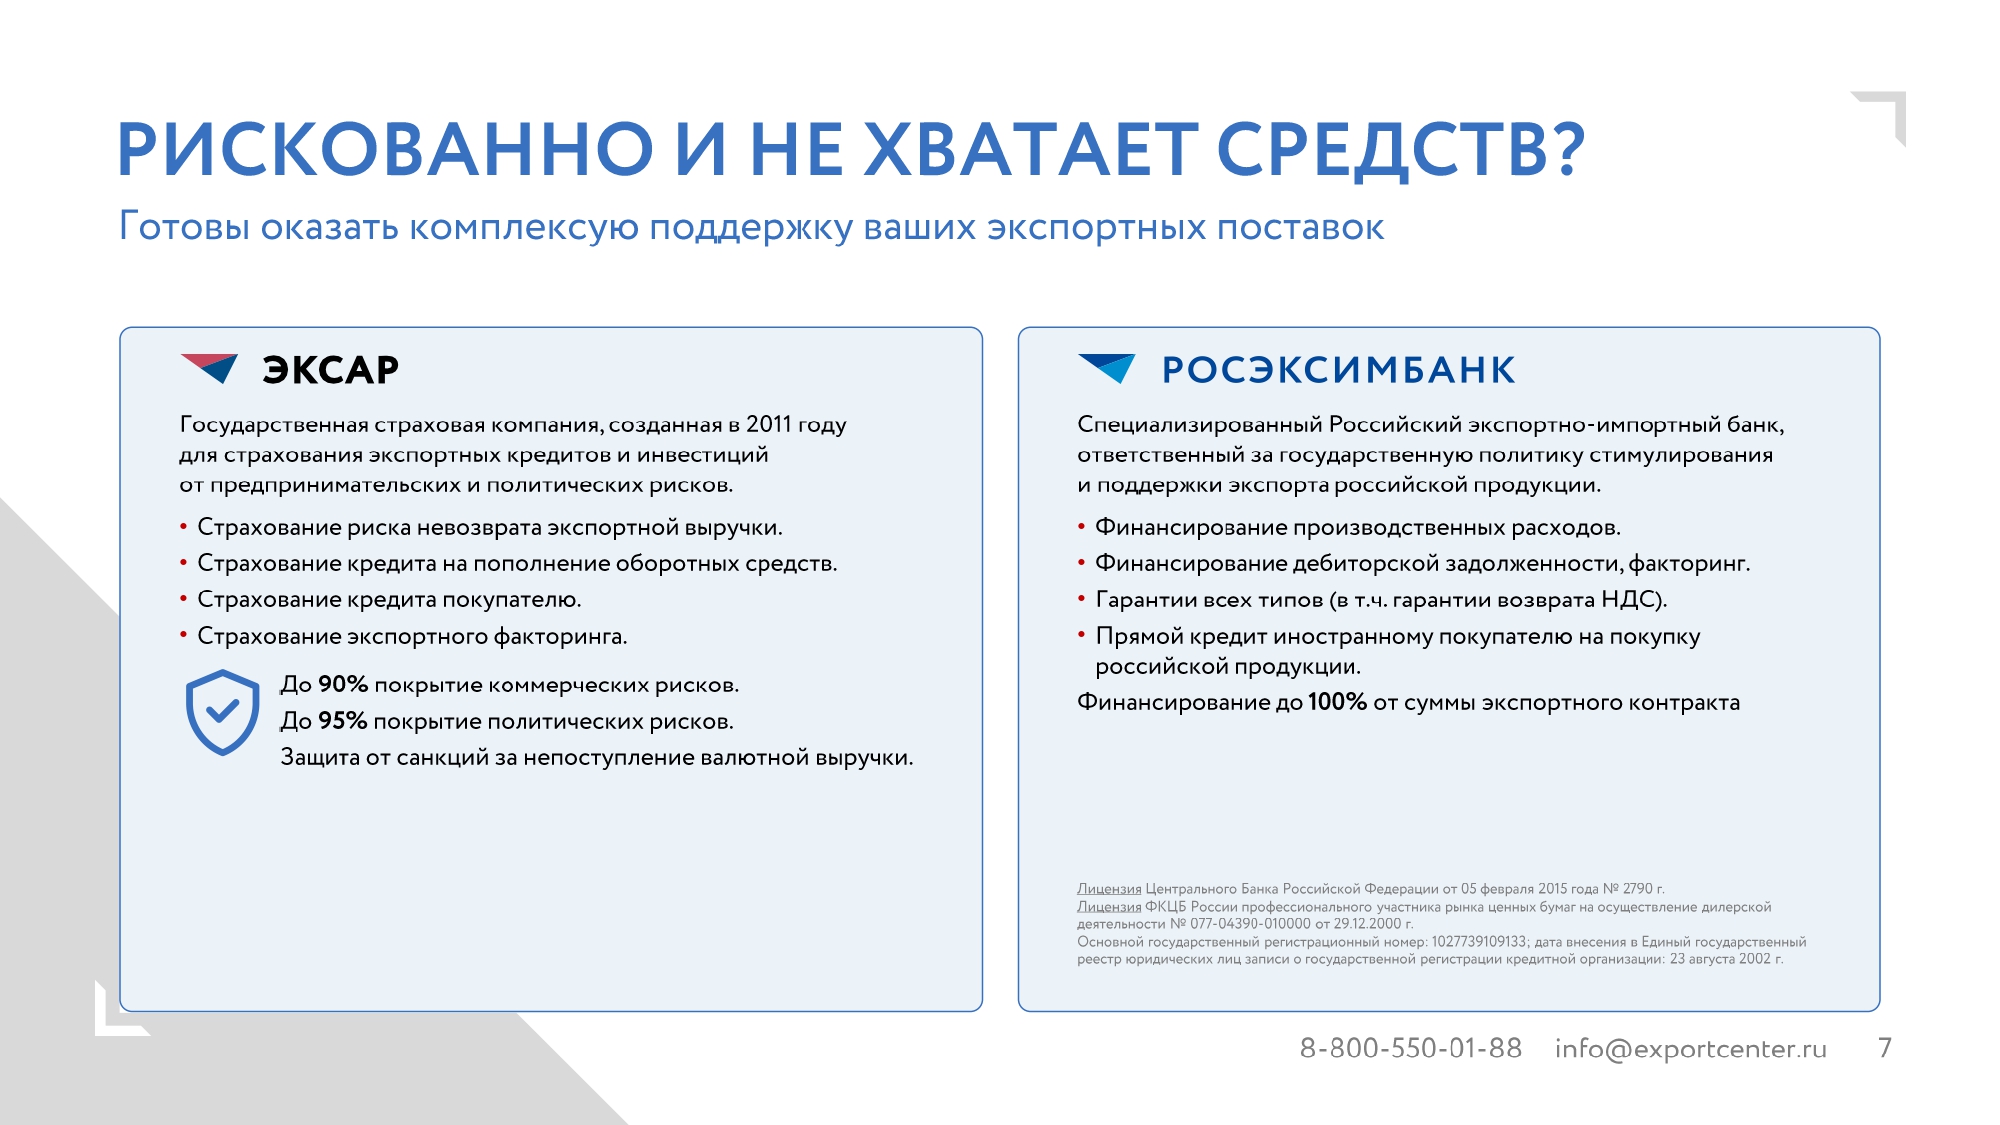 РИСКОВАННО И НЕ ХВАТАЕТ СРЕДСТВ?
Готовы оказать комплексую поддержку ваших экспортных поставок
ЭКСАР
Государственная страховая компания, созданная в 2011 году
для страхования экспортных кредитов и инвестиций
от предпринимательских и политических рисков.
• Страхование риска невозврата экспортной выручки.
• Страхование кредита на пополнение оборотных средств.
• Страхование кредита покупателю.
• Страхование экспортного факторинга.
До 90% покрытие коммерческих рисков.
До 95% покрытие политических рисков.
Защита от санкций за непоступление валютной выручки.
РОСЭКСИМБАНК
Специализированный Российский экспортно-импортный банк,
ответственный за государственную политику стимулирования
и поддержки экспорта российской продукции.
• Финансирование производственных расходов.
• Финансирование дебиторской задолженности, факторинг.
• Гарантии всех типов (в т.ч. гарантии возврата НДС).
• Прямой кредит иностранному покупателю на покупку
российской продукции.
Финансирование до 100% от суммы экспортного контракта
Лицензия Центрального Банка Российской Федерации от 05 февраля 2015 года № 2790 г.
Лицензия ФКЦБ России профессионального участника рынка ценных бумаг на осуществление дилерской
деятельности № 077-04390-010000 от 29.12.2000 г.
Основной государственный регистрационный номер: 1027739109133; дата внесения в Единый государственный
реестр юридических лиц записи о государственной регистрации кредитной организации: 23 августа 2002 г.
8-800-550-01-88 info@exportcenter.ru 7